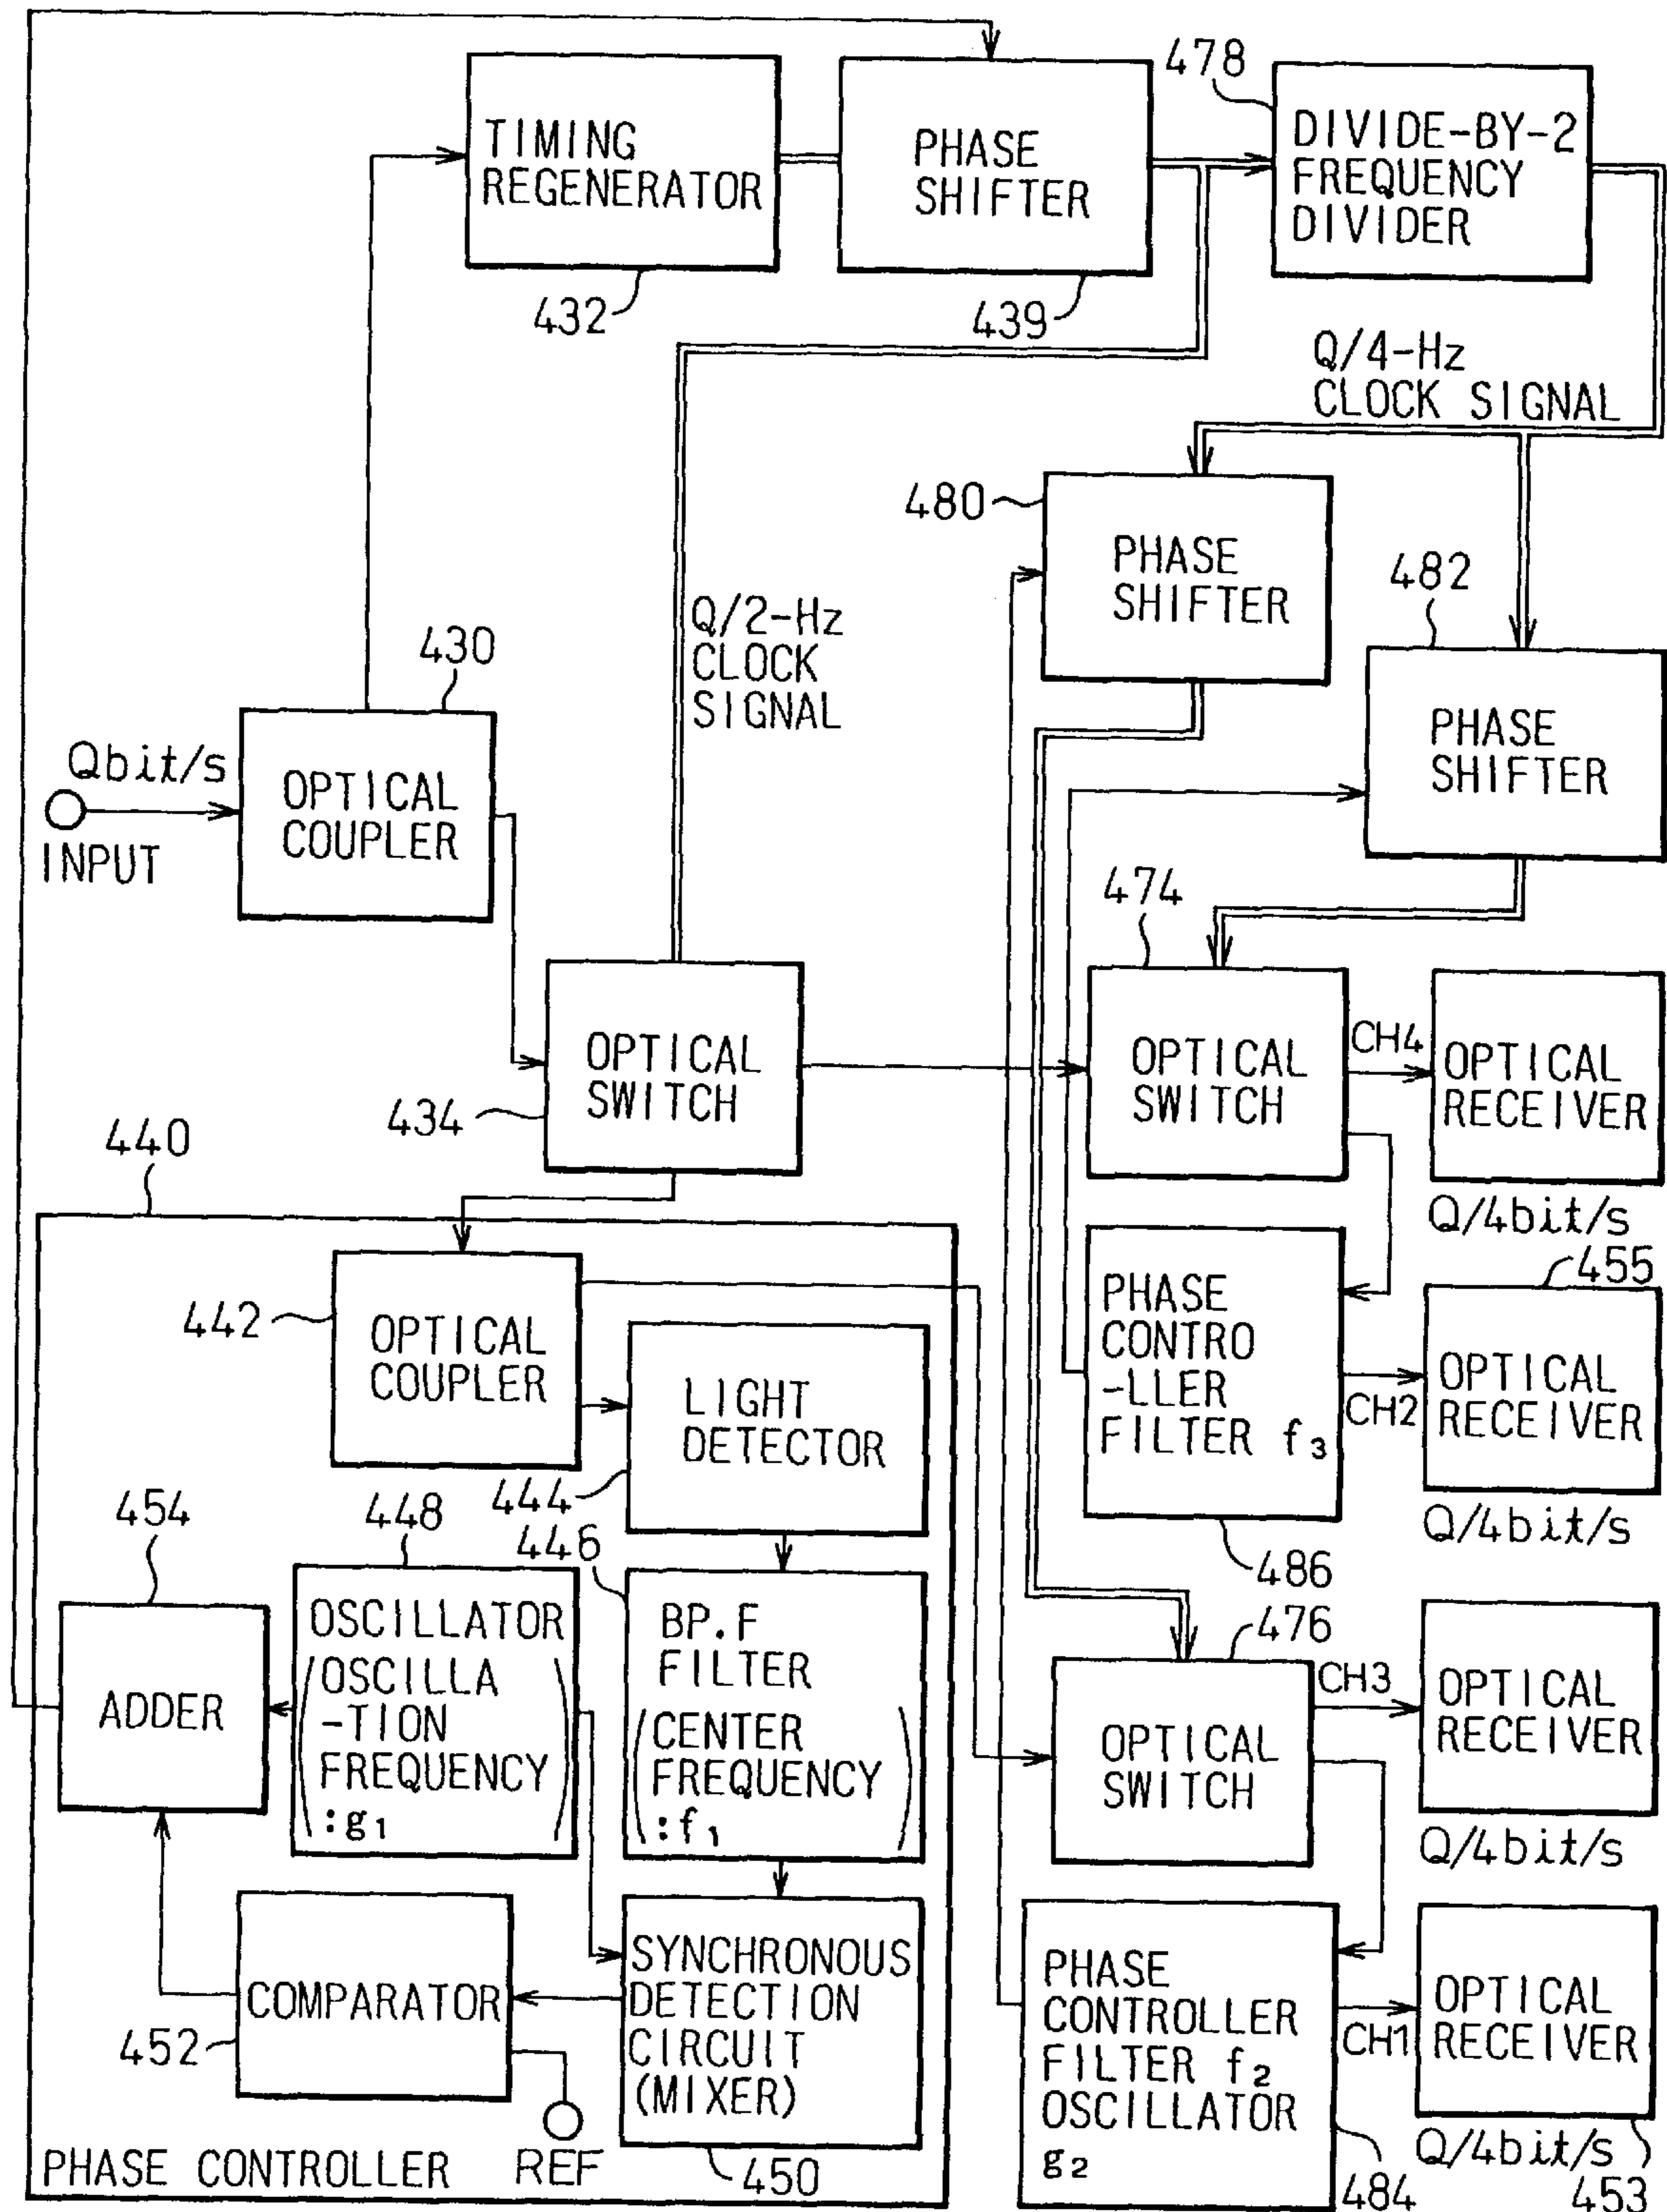 478
TIMING
REGENERATOR
PHASE
SHIFTER
DIVIDE-BY-2
FREQUENCY
DIVIDER
432
439
Q/4-Hz
CLOCK SIGNAL
480
PHASE
SHIFTER
482
Q/2-Hz
CLOCK
SIGNAL
430
PHASE
SHIFTER
Qbit/s
INPUT
OPTICAL
COUPLER
474
OPTICAL
SWITCH
434
OPTICAL
SWITCH
CH4
OPTICAL
RECEIVER
Q/4bit/s
440
442
OPTICAL
COUPLER
LIGHT
DETECTOR
444
PHASE
CONTRO
-LLER
FILTER f3
455
CH2
OPTICAL
RECEIVER
Q/4bit/s
486
454
448
446
ADDER
OSCILLATOR
(OSCILLA
-TION
FREQUENCY
:g1)
BP.F
FILTER
(CENTER
FREQUENCY
:f1)
476
OPTICAL
SWITCH
CH3
OPTICAL
RECEIVER
Q/4bit/s
COMPARATOR
452
SYNCHRONOUS
DETECTION
CIRCUIT
(MIXER)
PHASE
CONTROLLER
FILTER f2
OSCILLATOR
g2
CH1
OPTICAL
RECEIVER
Q/4bit/s
PHASE CONTROLLER
REF
450
484
453